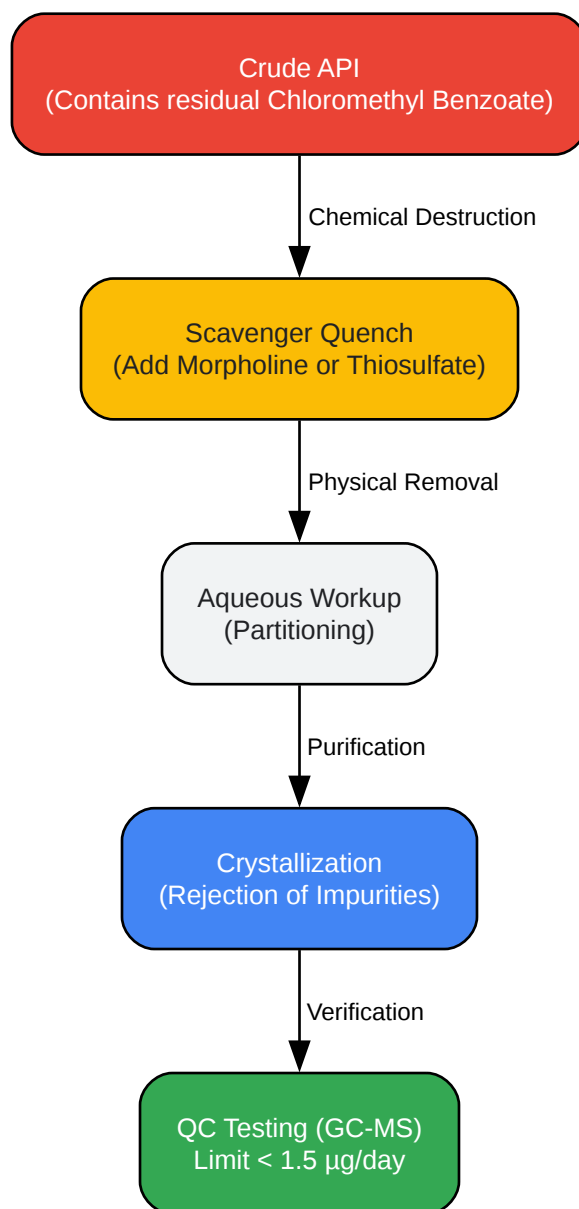 Crude API
(Contains residual Chloromethyl Benzoate)
Chemical Destruction
Scavenger Quench
(Add Morpholine or Thiosulfate)
Physical Removal
Aqueous Workup
(Partitioning)
Purification
Crystallization
(Rejection of Impurities)
Verification
QC Testing (GC-MS)
Limit < 1.5 µg/day